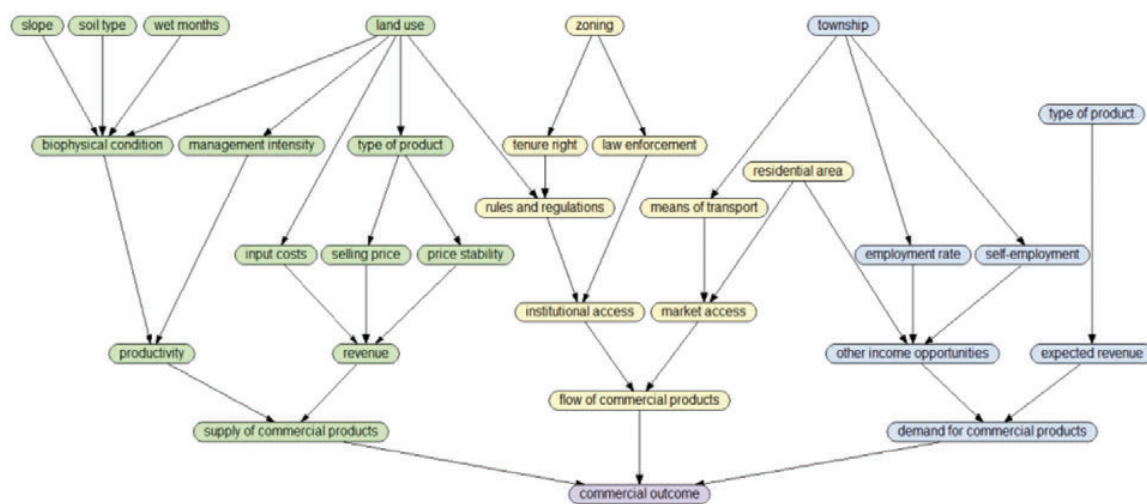 slope
soil type
wet months
land use
zoning
township
type of product
biophysical condition
management intensity
type of product
tenure right
law enforcement
residential area
rules and regulations
means of transport
input costs
selling price
price stability
employment rate
self-employment
institutional access
market access
productivity
revenue
other income opportunities
expected revenue
flow of commercial products
supply of commercial products
demand for commercial products
commercial outcome